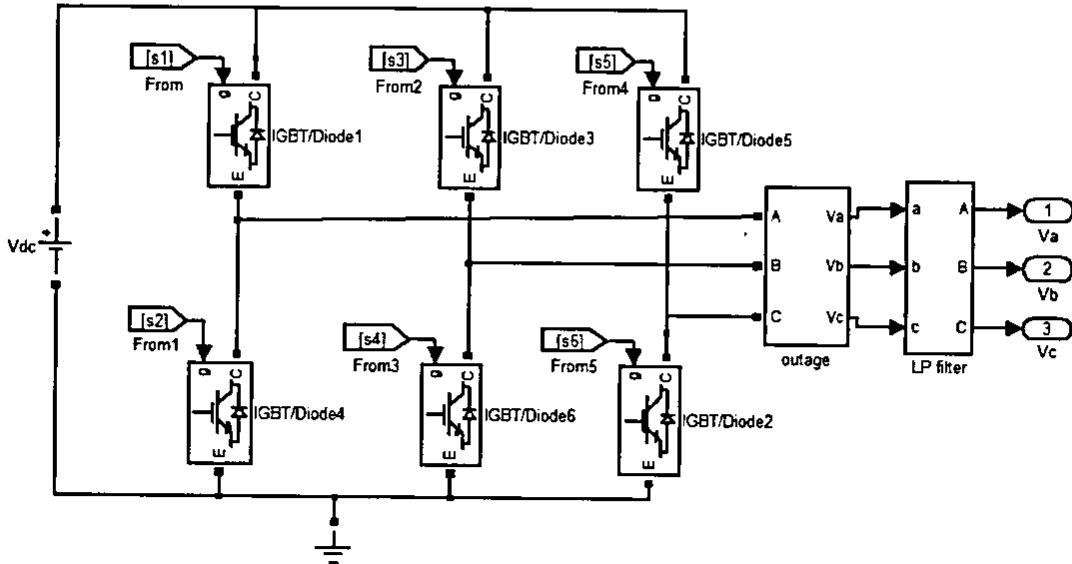 [s1]
From
g
C
E
IGBT/Diode1
[s3]
From2
g
C
E
IGBT/Diode3
[s5]
From4
g
C
E
IGBT/Diode5
Vdc
+
A
B
C
Va
Vb
Vc
outage
a
b
c
A
B
C
LP filter
1
Va
2
Vb
3
Vc
[s2]
From1
g
C
E
IGBT/Diode4
[s4]
From3
g
C
E
IGBT/Diode6
[s6]
From5
g
C
E
IGBT/Diode2